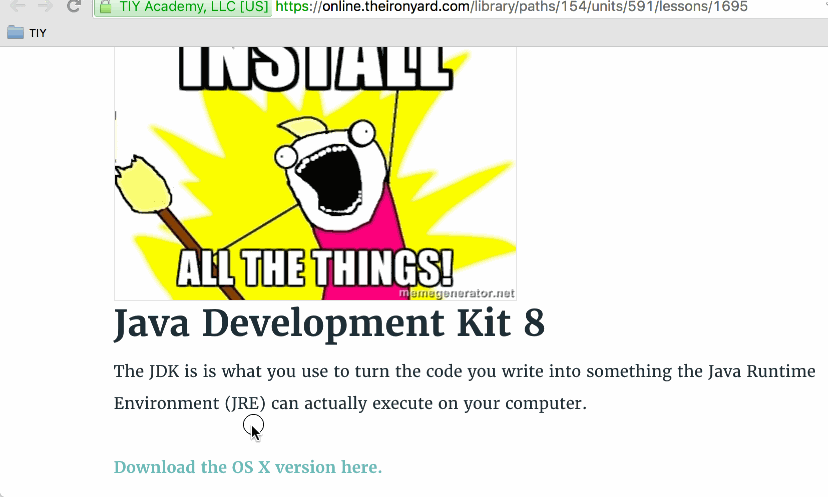 TIY Academy, LLC [US] https://online.theironyard.com/library/paths/154/units/591/lessons/1695
TIY
INSTALL
ALL THE THINGS!
memegenerator.net
Java Development Kit 8
The JDK is is what you use to turn the code you write into something the Java Runtime
Environment (JRE) can actually execute on your computer.
Download the OS X version here.